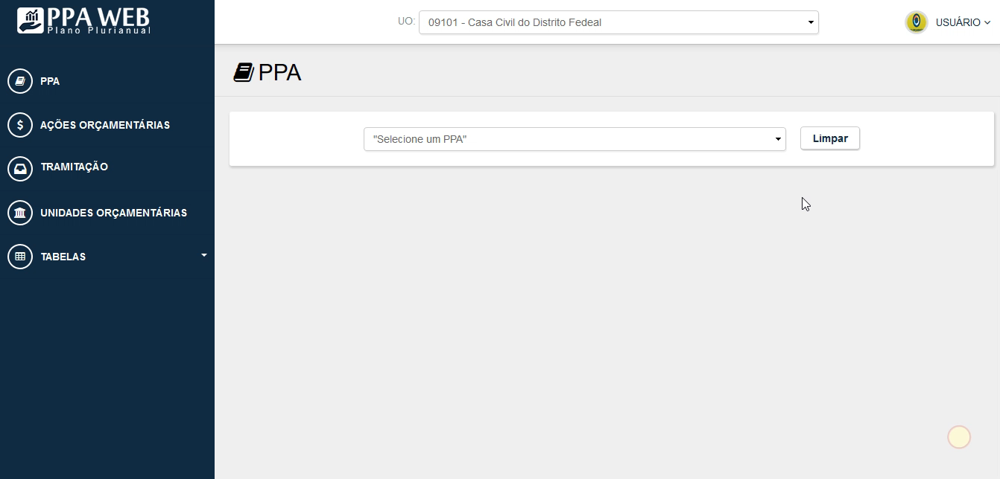 PPA WEB
Plano Plurianual
UO:
09101 - Casa Civil do Distrito Fedeal
USUÁRIO
PPA
AÇÕES ORÇAMENTÁRIAS
TRAMITAÇÃO
UNIDADES ORÇAMENTÁRIAS
TABELAS
PPA
"Selecione um PPA"
Limpar